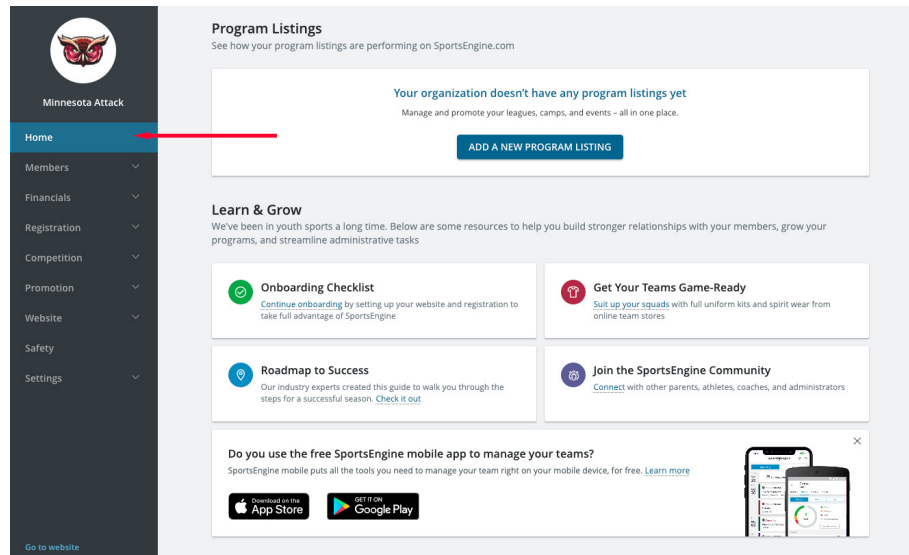 Minnesota Attack
Home
Members
Financials
Registration
Competition
Promotion
Website
Safety
Settings
Go to website
Program Listings
See how your program listings are performing on SportsEngine.com
Your organization doesn't have any program listings yet
Manage and promote your leagues, camps, and events – all in one place.
ADD A NEW PROGRAM LISTING
Learn & Grow
We've been in youth sports a long time. Below are some resources to help you build stronger relationships with your members, grow your
programs, and streamline administrative tasks
Onboarding Checklist
Continue onboarding by setting up your website and registration to
take full advantage of SportsEngine
Get Your Teams Game-Ready
Suit up your squads with full uniform kits and spirit wear from
online team stores
Roadmap to Success
Our industry experts created this guide to walk you through the
steps for a successful season. Check it out
Join the SportsEngine Community
Connect with other parents, athletes, coaches, and administrators
Do you use the free SportsEngine mobile app to manage your teams?
SportsEngine mobile puts all the tools you need to manage your team right on your mobile device, for free. Learn more
Download on the
App Store
GET IT ON
Google Play